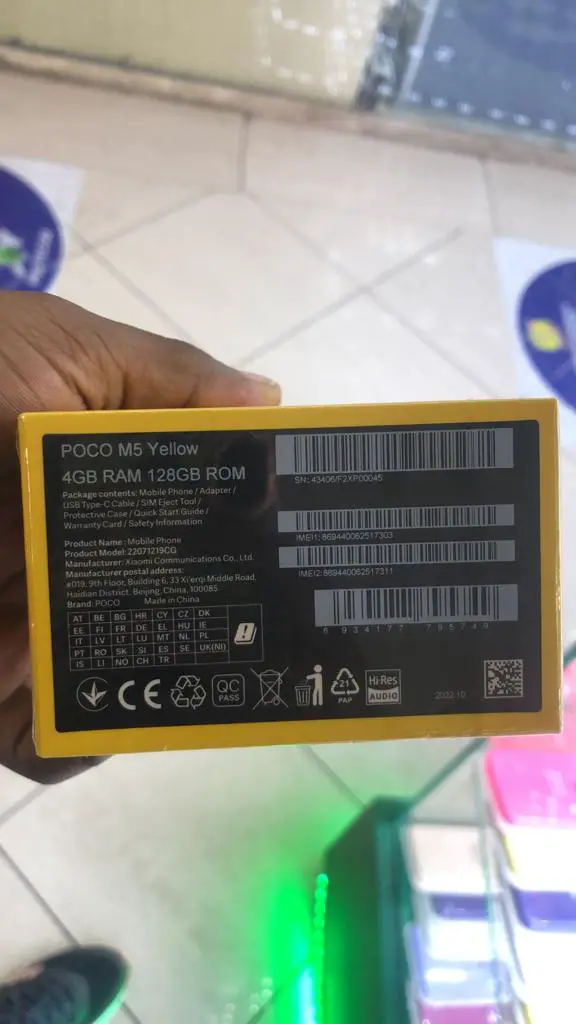 POCO M5 Yellow
4GB RAM 128GB ROM
Package contents: Mobile Phone / Adapter /
USB Type-C Cable / SIM Eject Tool /
Protective Case / Quick Start Guide /
Warranty Card / Safety Information
Product Name: Mobile Phone
Product Model: 22071219CG
Manufacturer: Xiaomi Communications Co., Ltd.
Manufacturer postal address:
#019, 9th Floor, Building 6, 33 Xi'erqi Middle Road,
Haidian District, Beijing, China, 100085
Brand: POCO Made in China
AT BE BG HR CY CZ DK
EE FI FR DE EL HU IE
IT LV LT LU MT NL PL
PT RO SK SI ES SE UK(NI)
IS LI NO CH TR
SN: 43406/F2XP00045
IMEI1: 869440062517303
IMEI2: 869440062517311
6 934177 795749
CE
QC
PASS
21
PAP
Hi-Res
AUDIO
2022.10